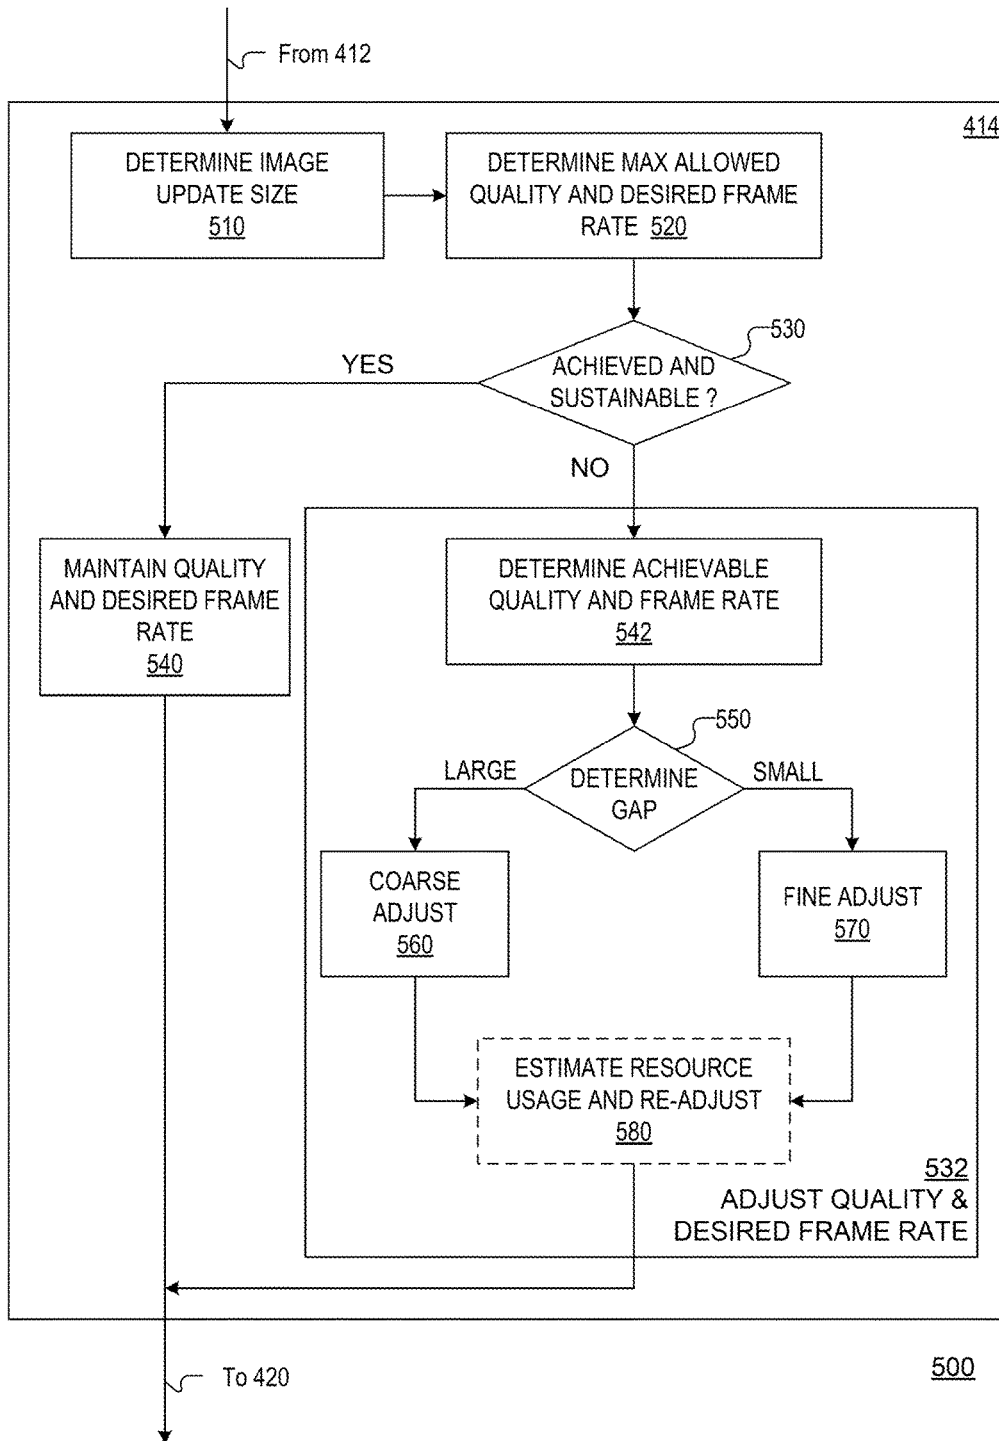 From 412
414
DETERMINE IMAGE
UPDATE SIZE
510
DETERMINE MAX ALLOWED
QUALITY AND DESIRED FRAME
RATE 520
530
ACHIEVED AND
SUSTAINABLE ?
YES
NO
MAINTAIN QUALITY
AND DESIRED FRAME
RATE
540
DETERMINE ACHIEVABLE
QUALITY AND FRAME RATE
542
550
DETERMINE
GAP
LARGE
SMALL
COARSE
ADJUST
560
FINE ADJUST
570
ESTIMATE RESOURCE
USAGE AND RE-ADJUST
580
532
ADJUST QUALITY &
DESIRED FRAME RATE
To 420
500